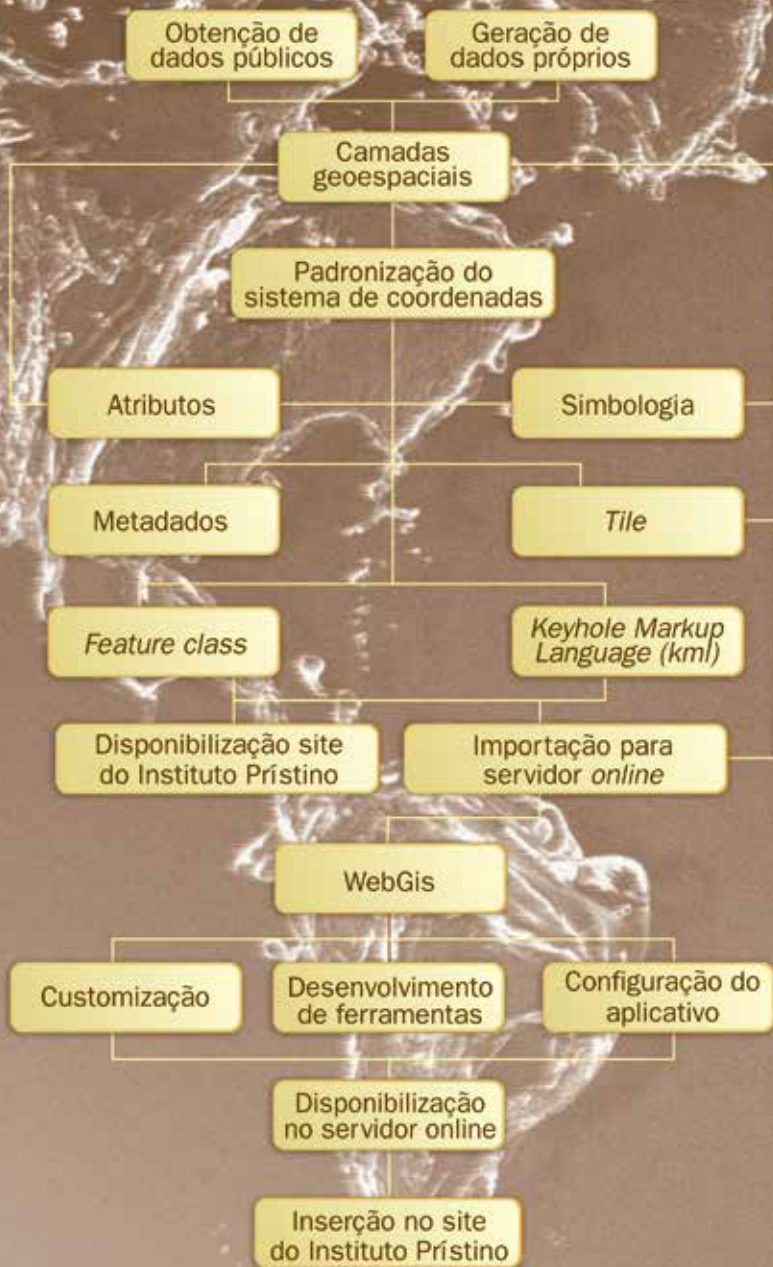 Obtenção de
dados públicos
Geração de
dados próprios
Camadas
geoespaciais
Padronização do
sistema de coordenadas
Atributos
Simbologia
Metadados
Tile
Feature class
Keyhole Markup
Language (kml)
Disponibilização site
do Instituto Prístino
Importação para
servidor online
WebGis
Customização
Desenvolvimento
de ferramentas
Configuração do
aplicativo
Disponibilização
no servidor online
Inserção no site
do Instituto Prístino